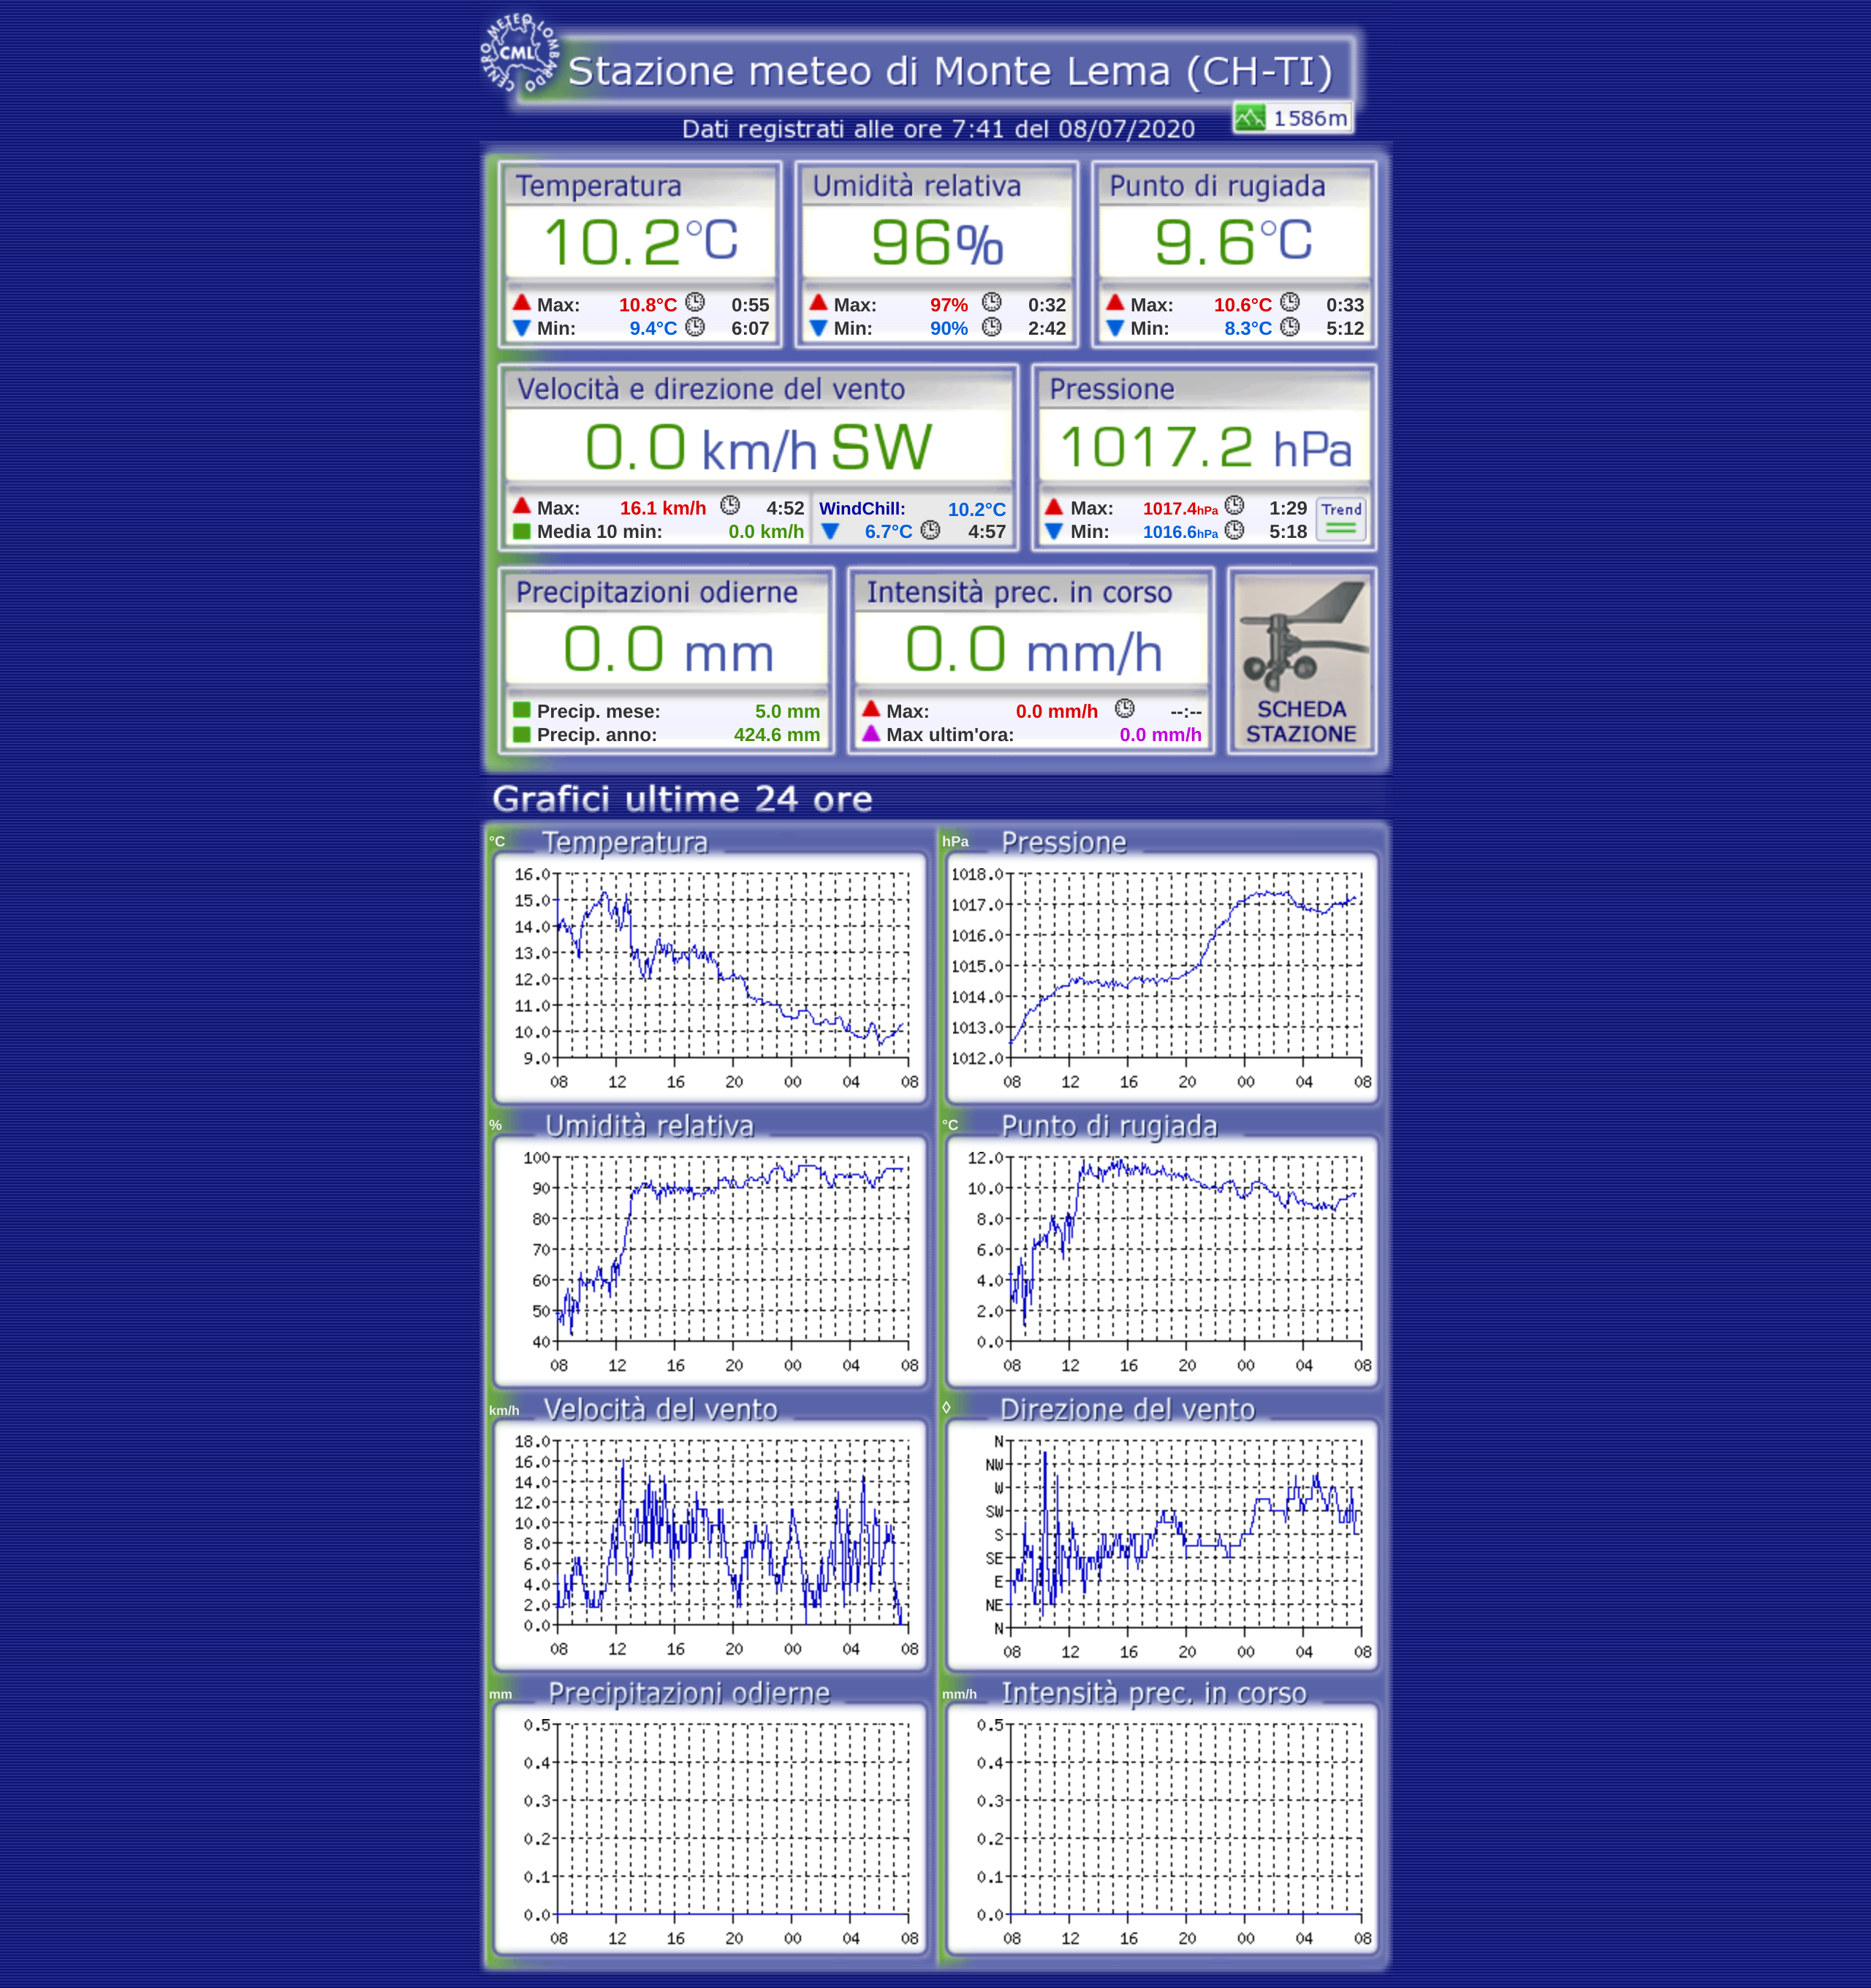 CENTRO METEO LOMBARDO
CML
Stazione meteo di Monte Lema (CH-TI)
1586m
Dati registrati alle ore 7:41 del 08/07/2020
Temperatura Umidità relativa Punto di rugiada
10.2°C 96% 9.6°C
Max: 10.8°C 0:55 Max: 97% 0:32 Max: 10.6°C 0:33
Min: 9.4°C 6:07 Min: 90% 2:42 Min: 8.3°C 5:12
Velocità e direzione del vento Pressione
0.0 km/h SW 1017.2 hPa
Max: 16.1 km/h 4:52 WindChill: 10.2°C Max: 1017.4hPa 1:29 Trend
Media 10 min: 0.0 km/h 6.7°C 4:57 Min: 1016.6hPa 5:18
Precipitazioni odierne Intensità prec. in corso
0.0 mm 0.0 mm/h
Precip. mese: 5.0 mm Max: 0.0 mm/h --:-- SCHEDA
Precip. anno: 424.6 mm Max ultim'ora: 0.0 mm/h STAZIONE
Grafici ultime 24 ore
°C Temperatura
16.0
15.0
14.0
13.0
12.0
11.0
10.0
9.0
08 12 16 20 00 04 08
hPa Pressione
1018.0
1017.0
1016.0
1015.0
1014.0
1013.0
1012.0
08 12 16 20 00 04 08
% Umidità relativa
100
90
80
70
60
50
40
08 12 16 20 00 04 08
°C Punto di rugiada
12.0
10.0
8.0
6.0
4.0
2.0
0.0
08 12 16 20 00 04 08
km/h Velocità del vento
18.0
16.0
14.0
12.0
10.0
8.0
6.0
4.0
2.0
0.0
08 12 16 20 00 04 08
◊ Direzione del vento
N
NW
W
SW
S
SE
E
NE
N
08 12 16 20 00 04 08
mm Precipitazioni odierne
0.5
0.4
0.3
0.2
0.1
0.0
08 12 16 20 00 04 08
mm/h Intensità prec. in corso
0.5
0.4
0.3
0.2
0.1
0.0
08 12 16 20 00 04 08